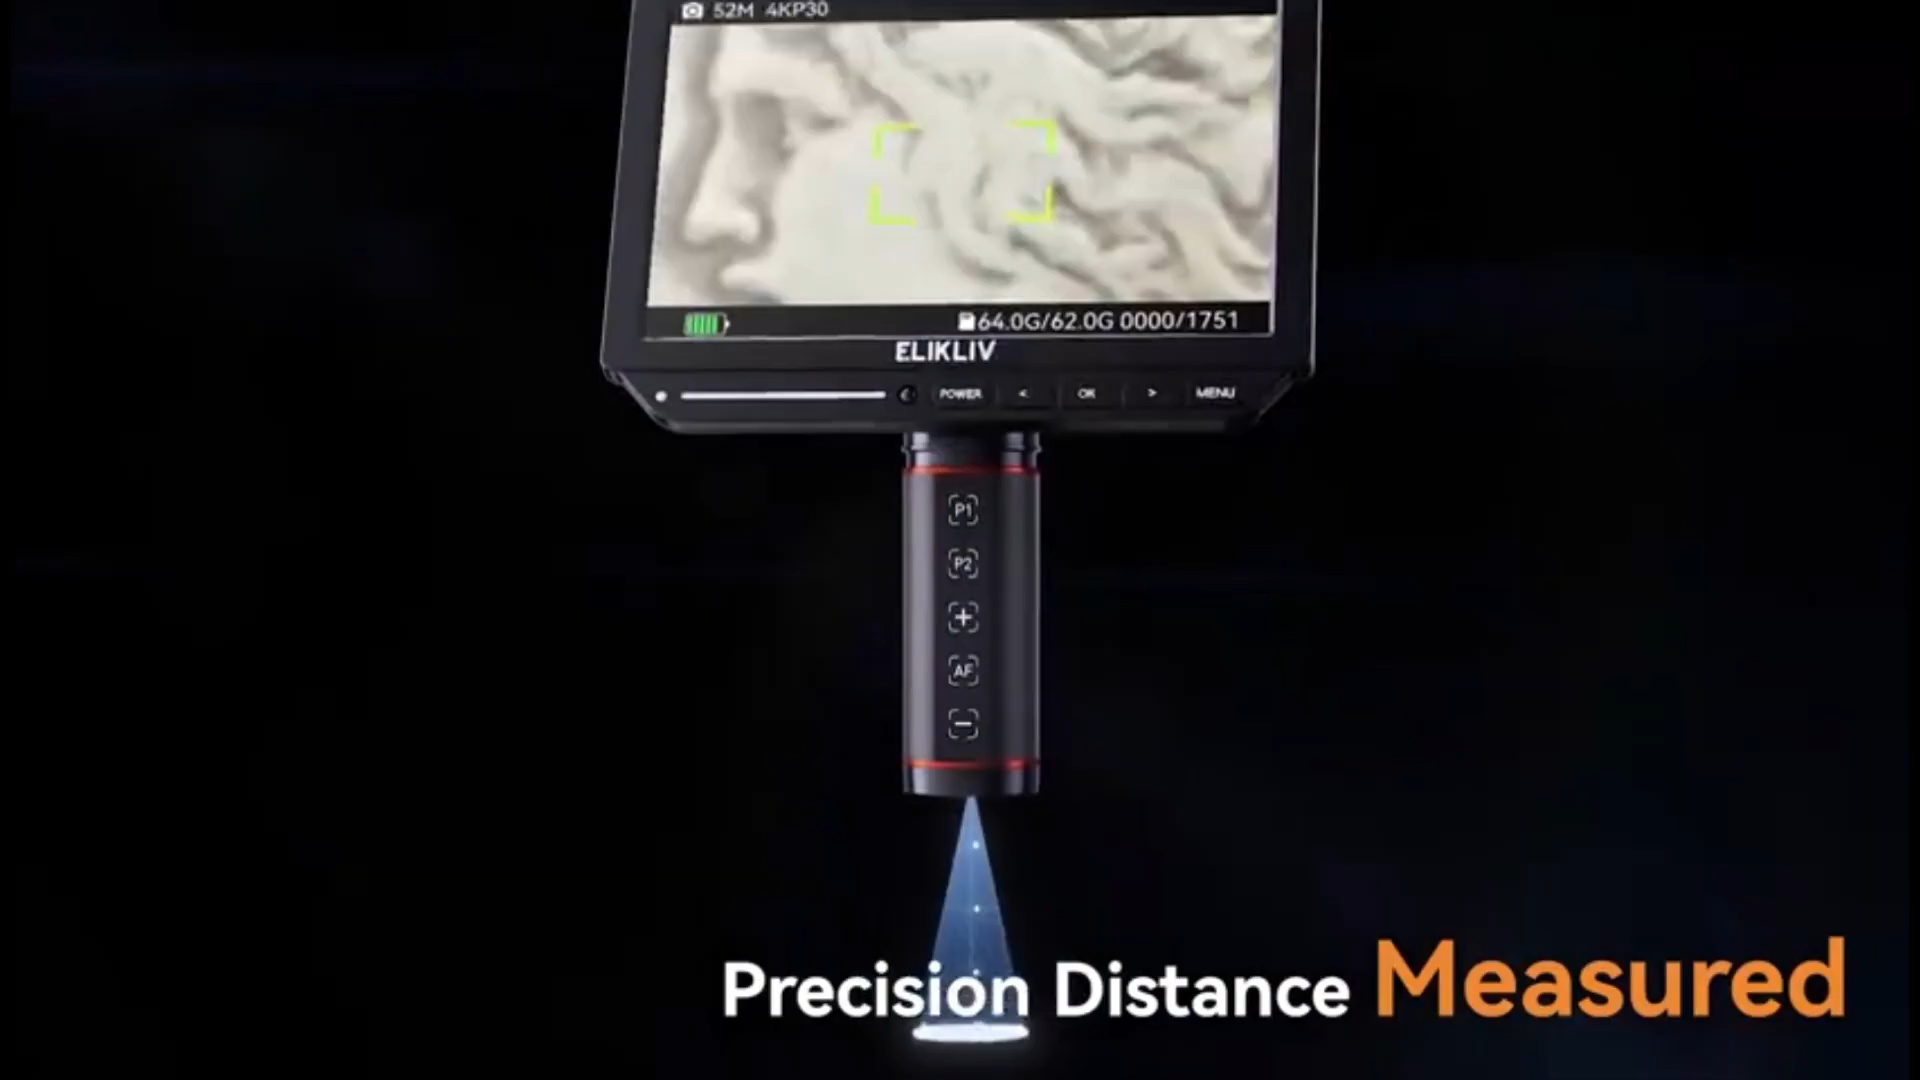 52M 4KP30
64.0G/62.0G 0000/1751
ELIKLIV
POWER < OK > MENU
P1
P2
+
AF
−
Precision Distance Measured